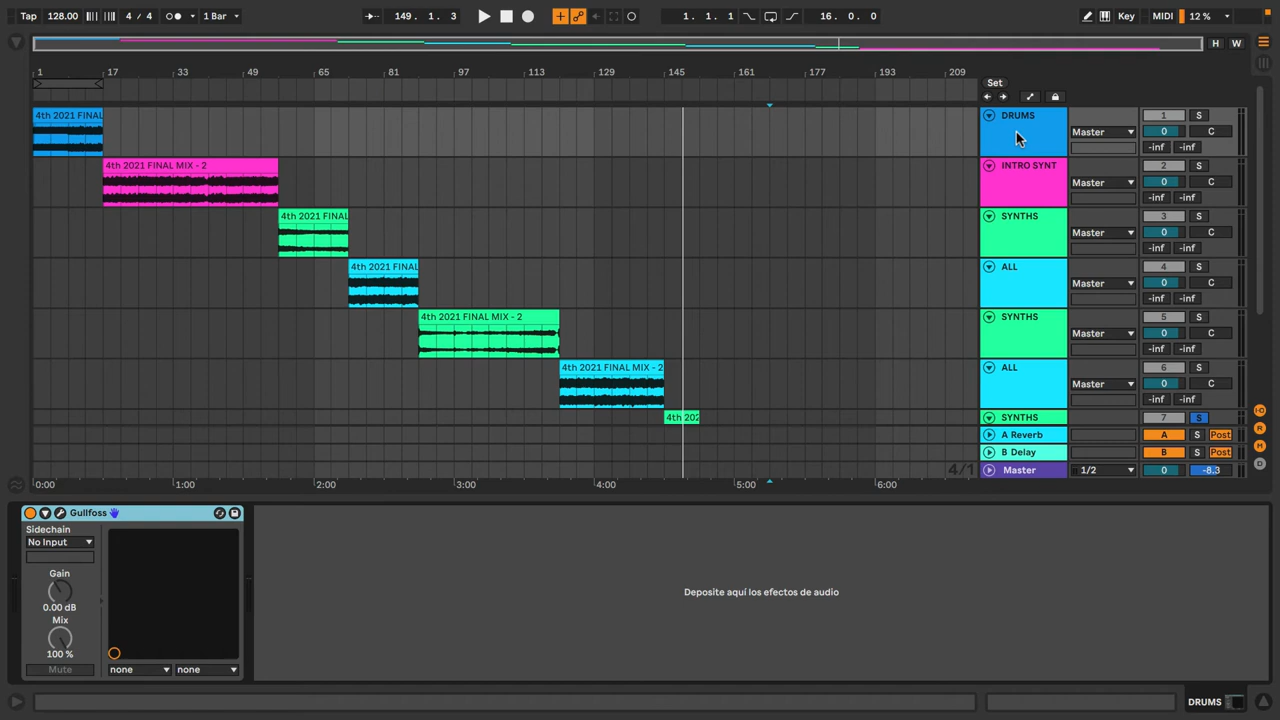 Tap 128.00 4 / 4 1 Bar 149. 1. 3 1. 1. 1 16. 0. 0 Key MIDI 12 %
H W
1 17 33 49 65 81 97 113 129 145 161 177 193 209
Set
4th 2021 FINAL DRUMS 1 S
Master 0 C
-inf -inf
4th 2021 FINAL MIX - 2 INTRO SYNT 2 S
Master 0 C
-inf -inf
4th 2021 FINAL SYNTHS 3 S
Master 0 C
-inf -inf
4th 2021 FINAL ALL 4 S
Master 0 C
-inf -inf
4th 2021 FINAL MIX - 2 SYNTHS 5 S
Master 0 C
-inf -inf
4th 2021 FINAL MIX - 2 ALL 6 S
Master 0 C
-inf -inf
4th 202 SYNTHS 7 S
A Reverb A S Post
B Delay B S Post
4/1 Master 1/2 0 -8.3
0:00 1:00 2:00 3:00 4:00 5:00 6:00
I·O
R
M
D
Gullfoss
Sidechain
No Input
Gain
0.00 dB
Mix
100 %
Mute none none
Deposite aquí los efectos de audio
DRUMS